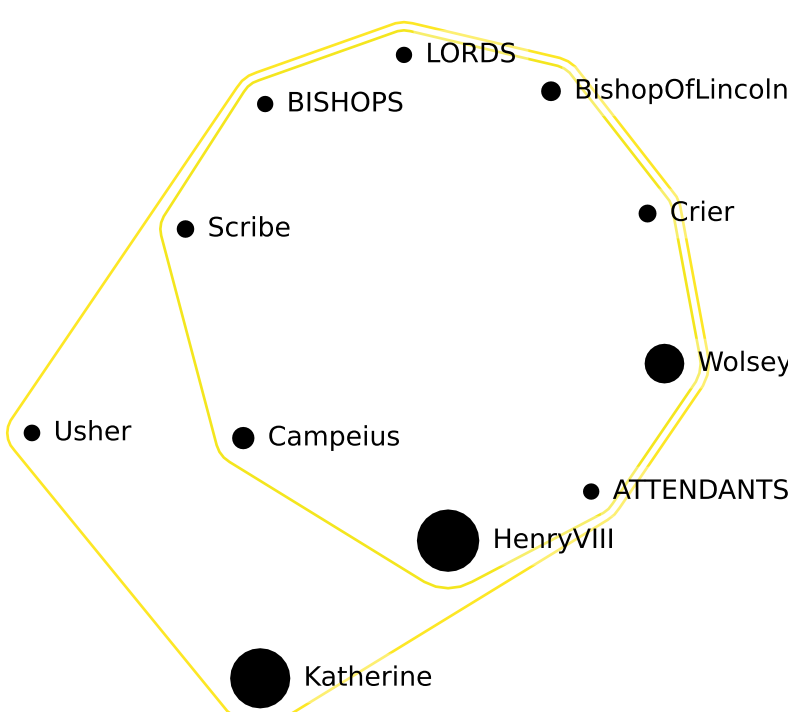 LORDS
BishopOfLincoln
BISHOPS
Crier
Scribe
Wolsey
Usher
Campeius
ATTENDANTS
HenryVIII
Katherine